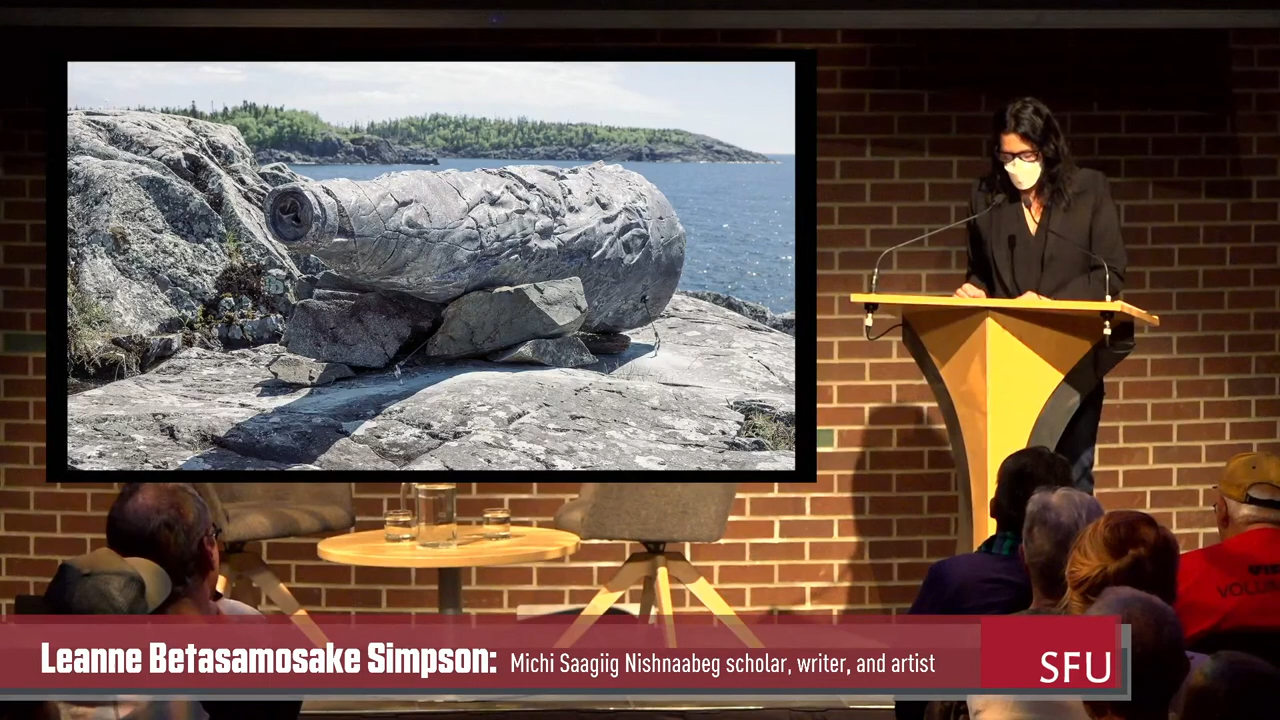 Leanne Betasamosake Simpson: Michi Saagiig Nishnaabeg scholar, writer, and artist
SFU